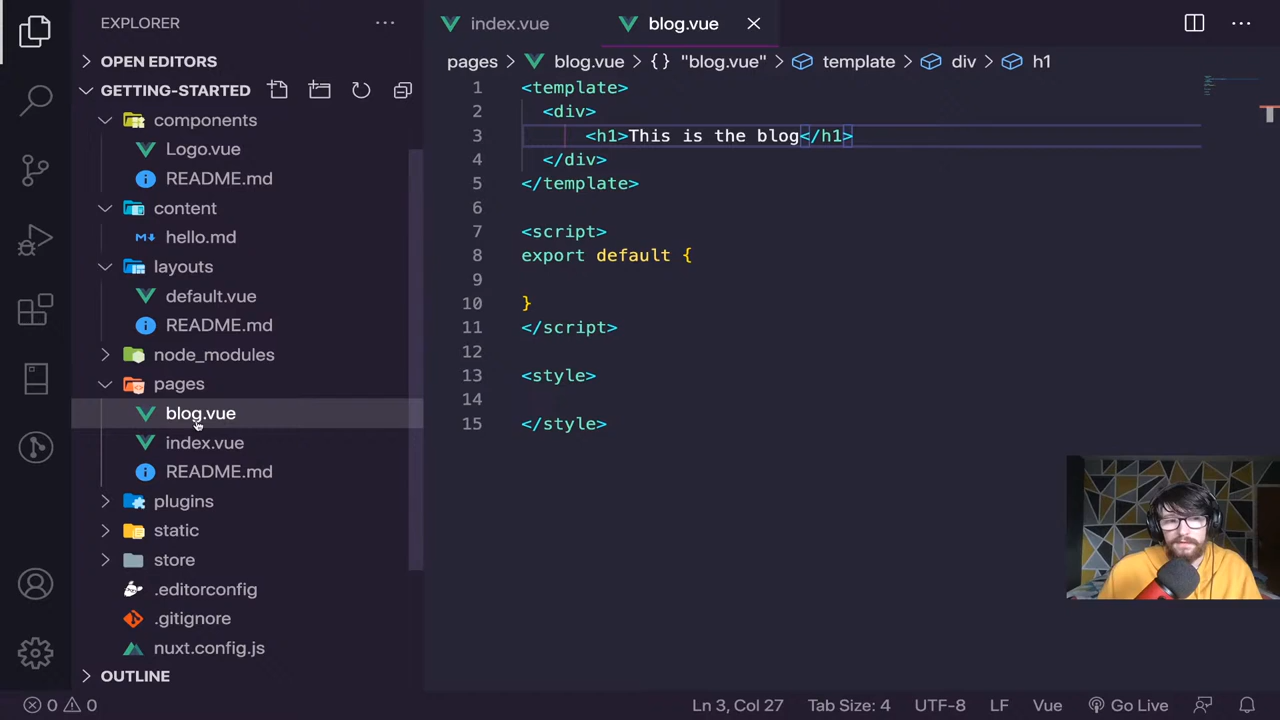 EXPLORER
OPEN EDITORS
GETTING-STARTED
components
Logo.vue
README.md
content
hello.md
layouts
default.vue
README.md
node_modules
pages
blog.vue
index.vue
README.md
plugins
static
store
.editorconfig
.gitignore
nuxt.config.js
OUTLINE
index.vue
blog.vue
pages > blog.vue > {} "blog.vue" > template > div > h1
1 <template>
2 <div>
3 <h1>This is the blog</h1>
4 </div>
5 </template>
6
7 <script>
8 export default {
9
10 }
11 </script>
12
13 <style>
14
15 </style>
0 0 Ln 3, Col 27 Tab Size: 4 UTF-8 LF Vue Go Live